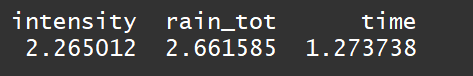 intensity rain_tot time
2.265012 2.661585 1.273738